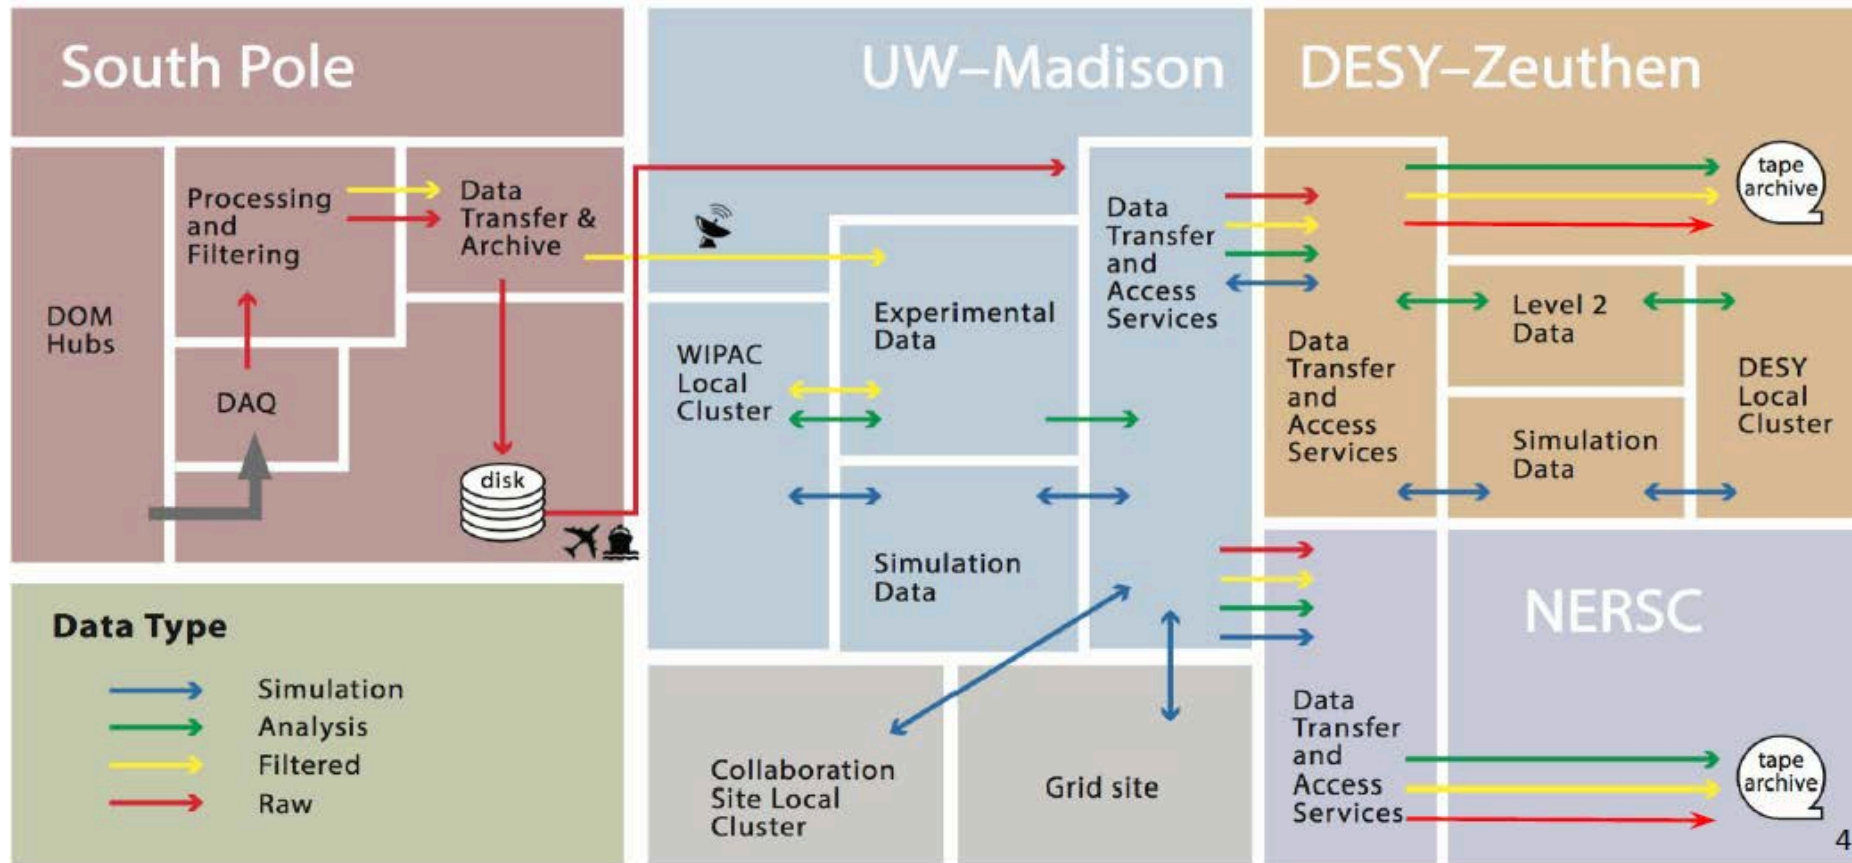 South Pole
UW–Madison
DESY–Zeuthen
DOM
Hubs
Processing
and
Filtering
Data
Transfer &
Archive
DAQ
disk
WIPAC
Local
Cluster
Experimental
Data
Simulation
Data
Data
Transfer
and
Access
Services
Data
Transfer
and
Access
Services
tape
archive
Level 2
Data
Simulation
Data
DESY
Local
Cluster
Data Type
Simulation
Analysis
Filtered
Raw
Collaboration
Site Local
Cluster
Grid site
NERSC
Data
Transfer
and
Access
Services
tape
archive
4